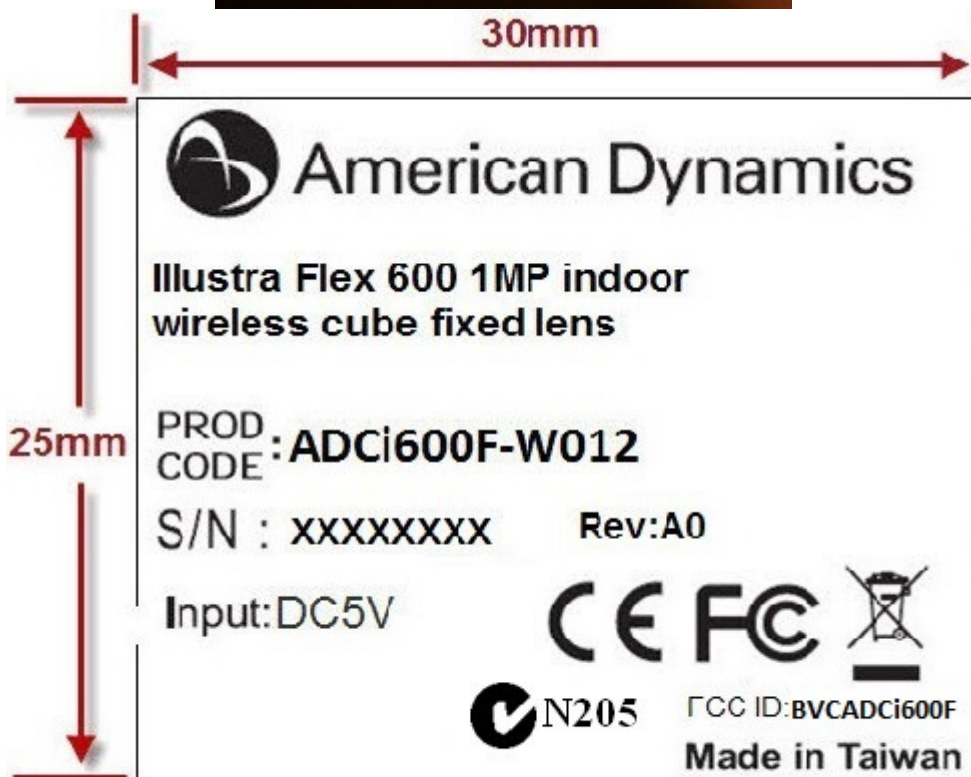 30mm
American Dynamics
Illustra Flex 600 1MP indoor
wireless cube fixed lens
25mm
PROD CODE : ADCi600F-W012
S/N : XXXXXXXX Rev:A0
Input:DC5V
CE FC
N205 FCC ID:BVCADCi600F
Made in Taiwan